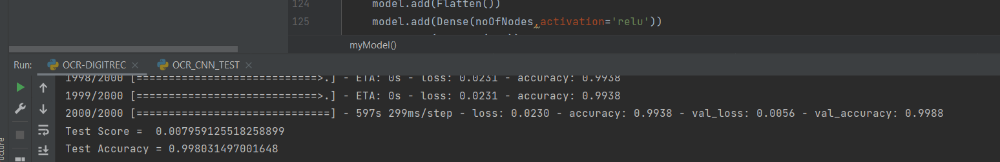 124 model.add(Flatten())
125 model.add(Dense(noOfNodes,activation='relu'))
myModel()
Run: OCR-DIGITREC × OCR_CNN_TEST ×
1998/2000 [============================>.] - ETA: 0s - loss: 0.0231 - accuracy: 0.9938
1999/2000 [============================>.] - ETA: 0s - loss: 0.0231 - accuracy: 0.9938
2000/2000 [==============================] - 597s 299ms/step - loss: 0.0230 - accuracy: 0.9938 - val_loss: 0.0056 - val_accuracy: 0.9988
Test Score =  0.007959125518258899
Test Accuracy = 0.998031497001648
ucture